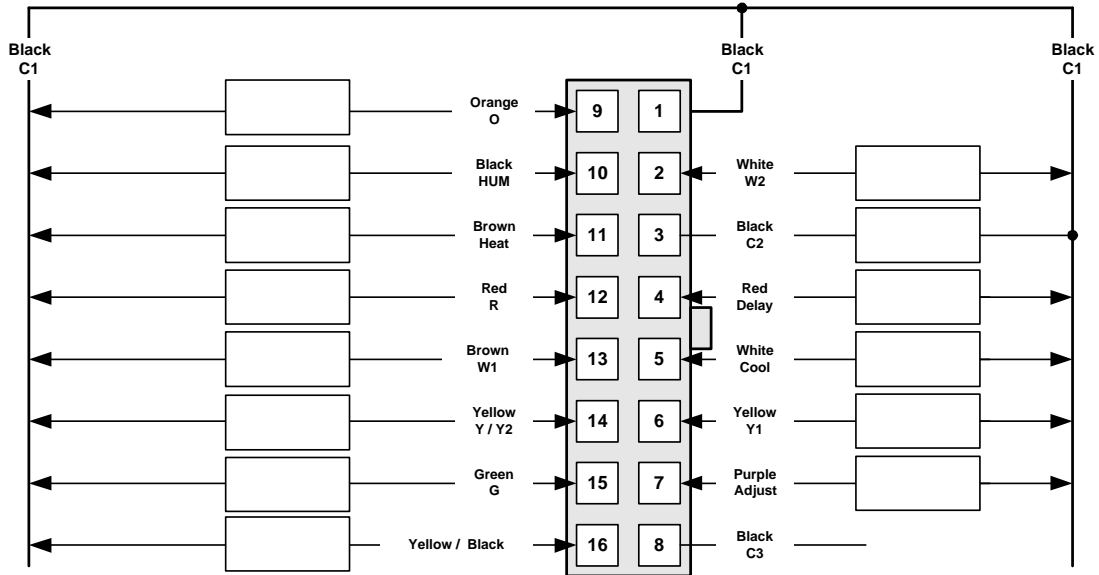 Black
C1
Black
C1
Black
C1
Orange
O
9
1
Black
HUM
10
2
White
W2
Brown
Heat
11
3
Black
C2
Red
R
12
4
Red
Delay
Brown
W1
13
5
White
Cool
Yellow
Y / Y2
14
6
Yellow
Y1
Green
G
15
7
Purple
Adjust
Yellow / Black
16
8
Black
C3